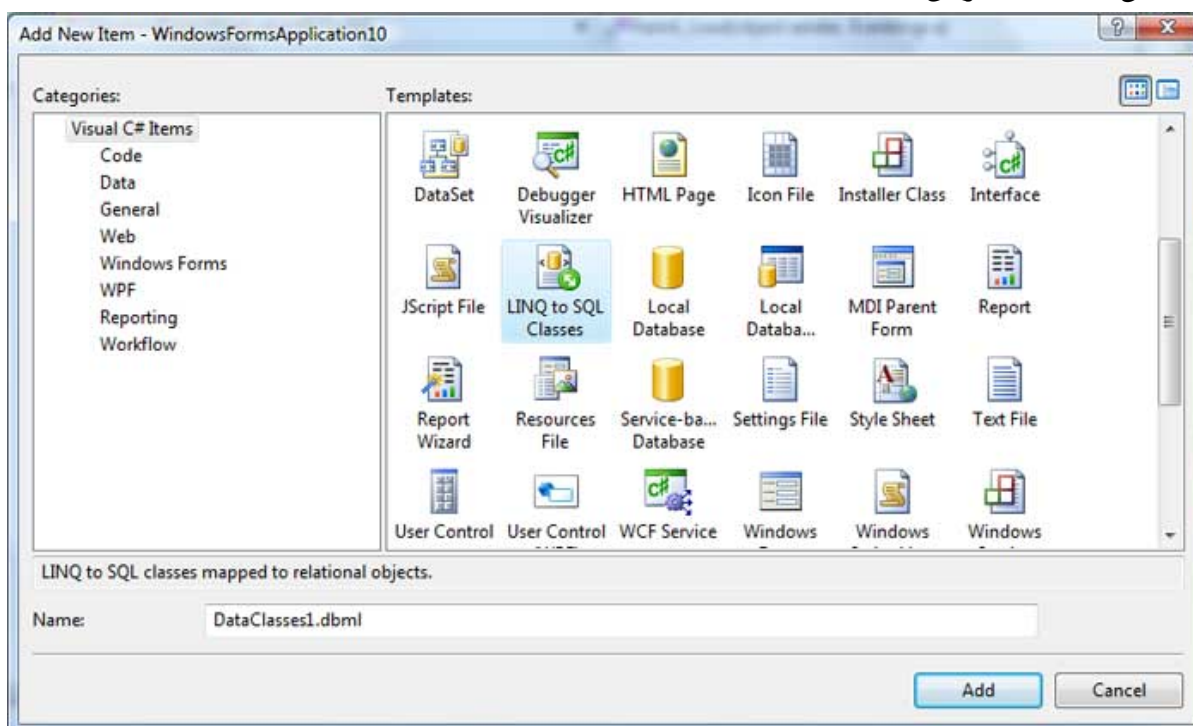 Add New Item - WindowsFormsApplication10
Categories:
Templates:
Visual C# Items
Code
Data
General
Web
Windows Forms
WPF
Reporting
Workflow
DataSet
Debugger
Visualizer
HTML Page
Icon File
Installer Class
Interface
JScript File
LINQ to SQL
Classes
Local
Database
Local
Databa...
MDI Parent
Form
Report
Report
Wizard
Resources
File
Service-ba...
Database
Settings File
Style Sheet
Text File
User Control
User Control
WCF Service
Windows
Windows
Windows
LINQ to SQL classes mapped to relational objects.
Name:
DataClasses1.dbml
Add
Cancel